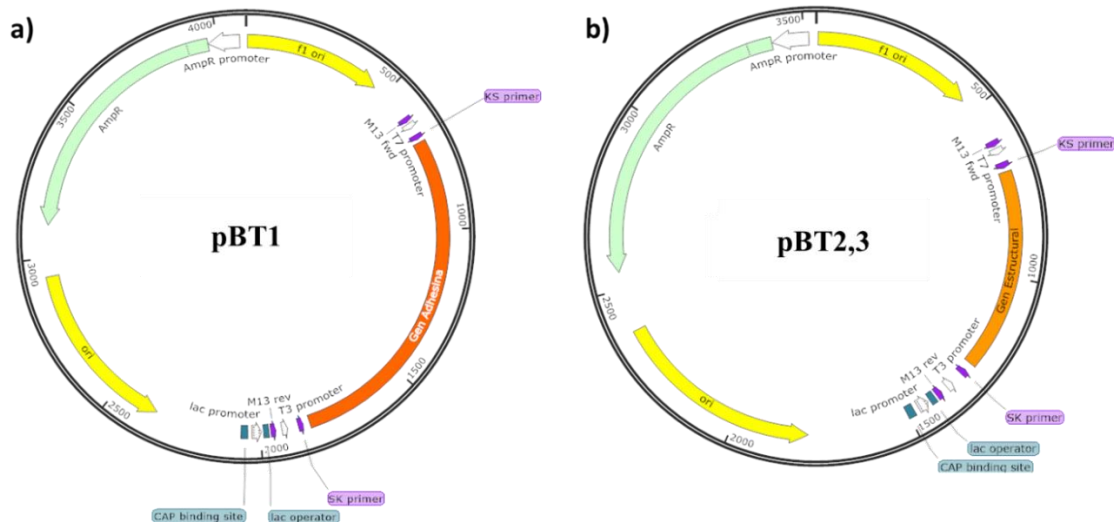 a)
4000
AmpR promoter
f1 ori
500
KS primer
M13 fwd
T7 promoter
AmpR
3500
1000
pBT1
Gen Adhesina
3000
ori
1500
2500
lac promoter
M13 rev
T3 promoter
2000
SK primer
CAP binding site
lac operator
b)
3500
AmpR promoter
f1 ori
500
KS primer
M13 fwd
T7 promoter
AmpR
3000
pBT2,3
Gen Estructural
1000
2500
ori
M13 rev
T3 promoter
lac promoter
SK primer
1500
2000
lac operator
CAP binding site